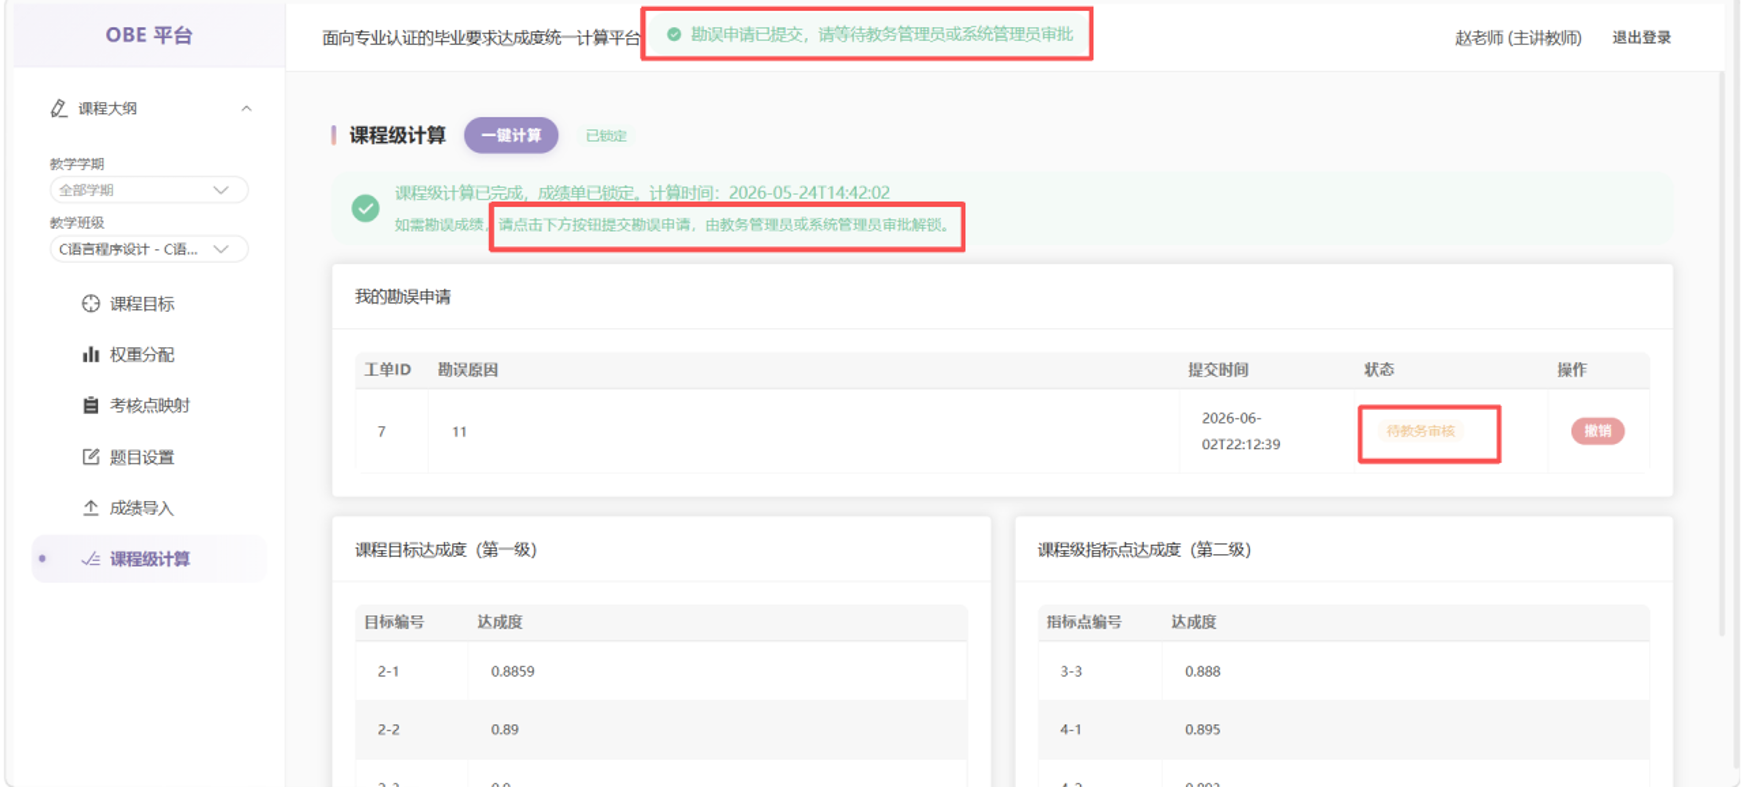 OBE 平台
面向专业认证的毕业要求达成度统一计算平台
勘误申请已提交，请等待教务管理员或系统管理员审批
赵老师 (主讲教师)
退出登录
课程大纲
教学学期
全部学期
教学班级
C语言程序设计 - C语...
课程目标
权重分配
考核点映射
题目设置
成绩导入
课程级计算
课程级计算
一键计算
已锁定
课程级计算已完成，成绩单已锁定。计算时间：2026-05-24T14:42:02
如需勘误成绩，请点击下方按钮提交勘误申请，由教务管理员或系统管理员审批解锁。
我的勘误申请
工单ID 勘误原因 提交时间 状态 操作
7 11 2026-06-02T22:12:39 待教务审核 撤销
课程目标达成度（第一级）
目标编号 达成度
2-1 0.8859
2-2 0.89
课程级指标点达成度（第二级）
指标点编号 达成度
3-3 0.888
4-1 0.895